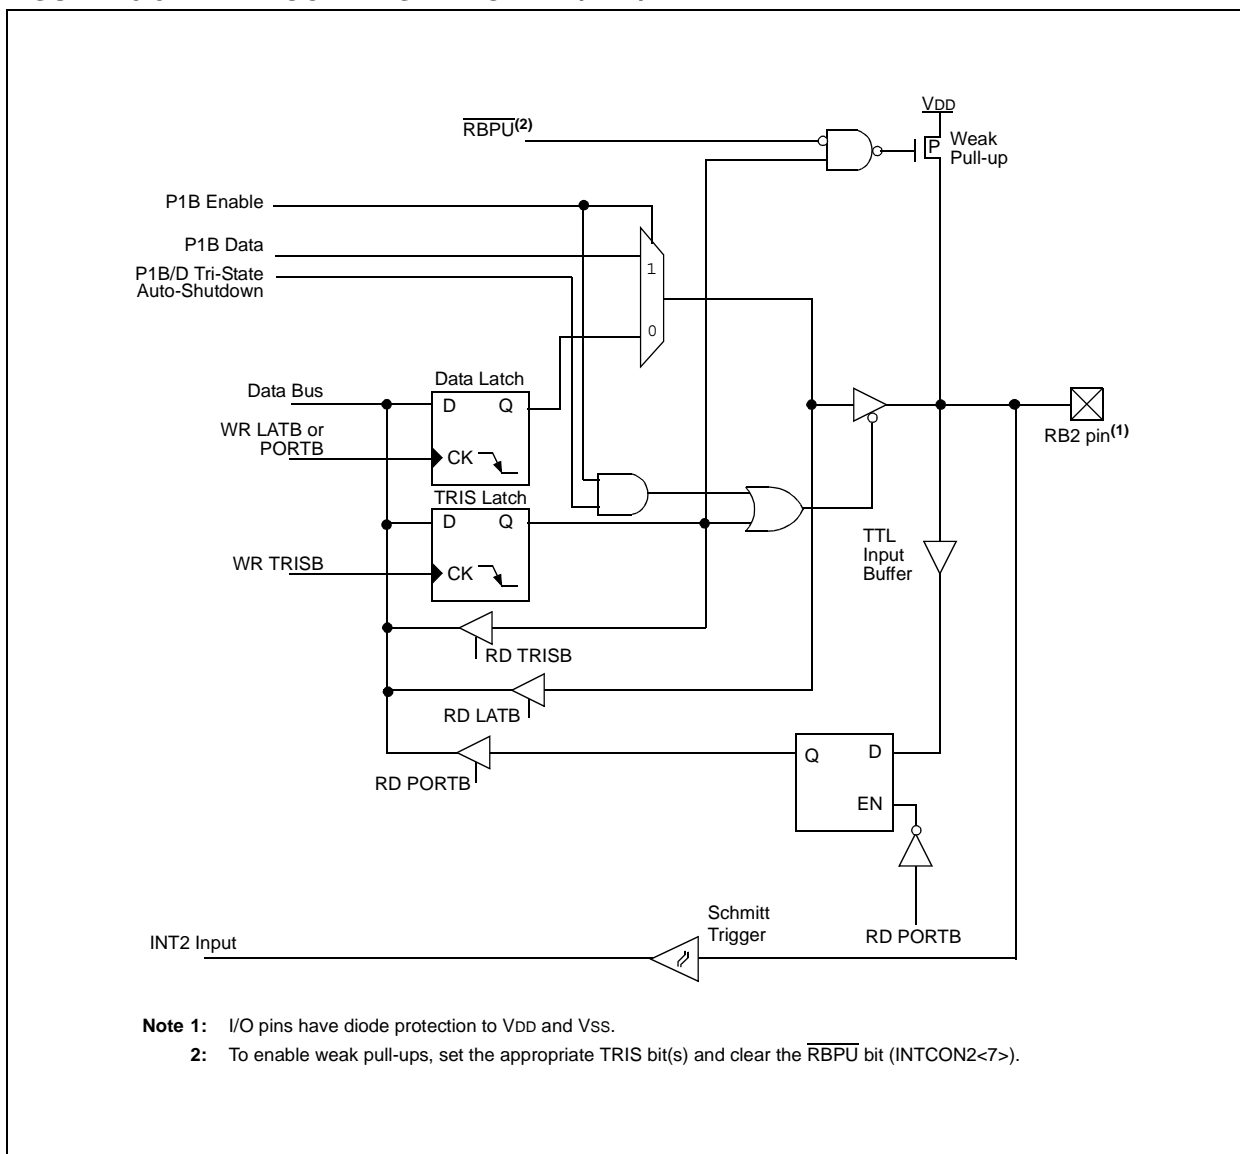 VDD
RBPU(2)
Weak
Pull-up
P
P1B Enable
P1B Data
P1B/D Tri-State
Auto-Shutdown
1
0
Data Latch
Data Bus
D Q
WR LATB or
PORTB
CK
RB2 pin(1)
TRIS Latch
D Q
WR TRISB
CK
TTL
Input
Buffer
RD TRISB
RD LATB
Q D
RD PORTB
EN
Schmitt
Trigger
RD PORTB
INT2 Input
Note 1: I/O pins have diode protection to VDD and VSS.
2: To enable weak pull-ups, set the appropriate TRIS bit(s) and clear the RBPU bit (INTCON2<7>).